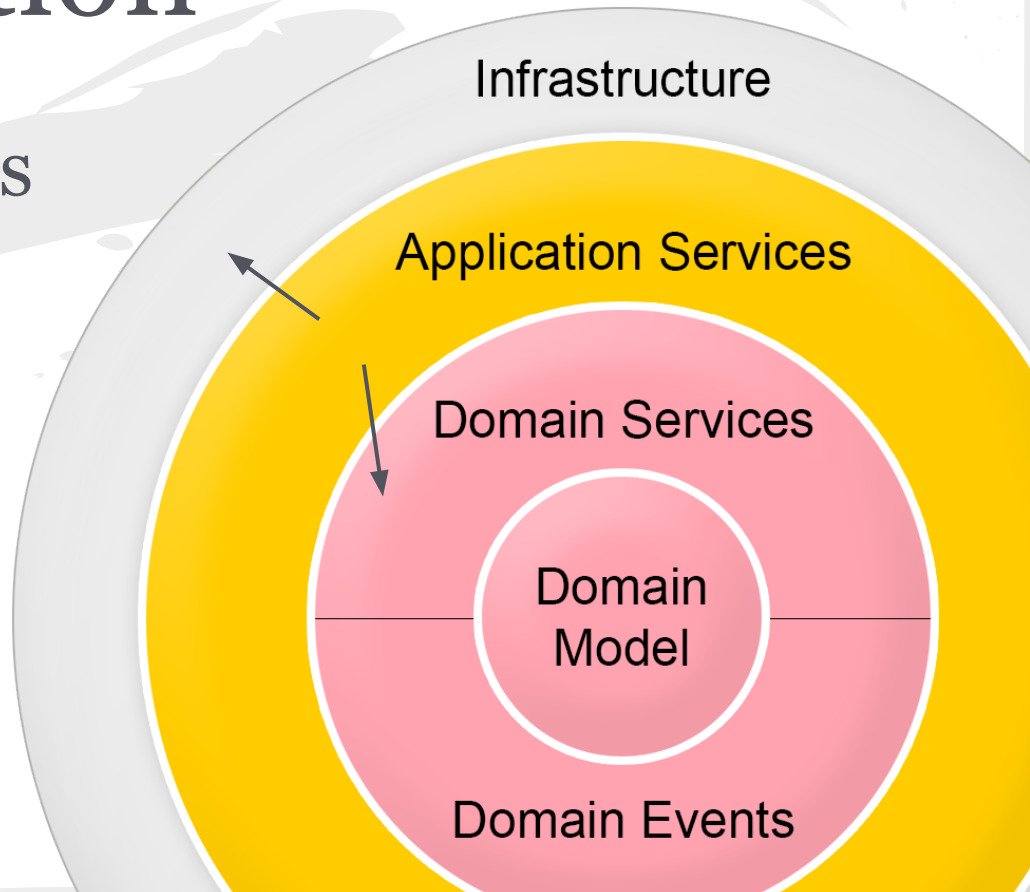 Infrastructure
s
Application Services
Domain Services
Domain
Model
Domain Events